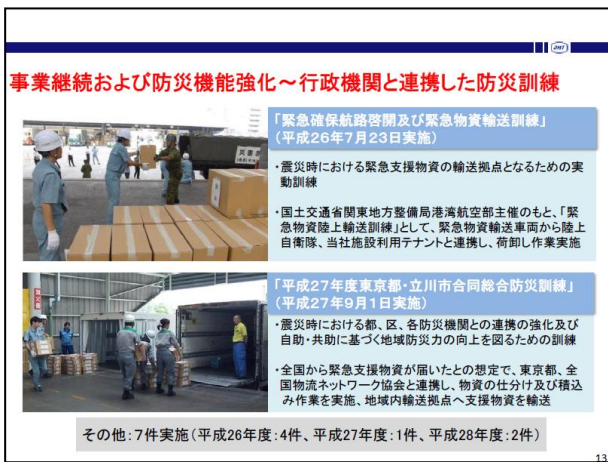 JMT
事業継続および防災機能強化～行政機関と連携した防災訓練
「緊急確保航路啓開及び緊急物資輸送訓練」
（平成26年7月23日実施）
・震災時における緊急支援物資の輸送拠点となるための実
動訓練
・国土交通省関東地方整備局港湾航空部主催のもと、「緊
急物資陸上輸送訓練」として、緊急物資輸送車両から陸上
自衛隊、当社施設利用テナントと連携し、荷卸し作業実施
「平成27年度東京都・立川市合同総合防災訓練」
（平成27年9月1日実施）
・震災時における都、区、各防災機関との連携の強化及び
自助・共助に基づく地域防災力の向上を図るための訓練
・全国から緊急支援物資が届いたとの想定で、東京都、全
国物流ネットワーク協会と連携し、物資の仕分け及び積込
み作業を実施、地域内輸送拠点へ支援物資を輸送
その他：7件実施（平成26年度：4件、平成27年度：1件、平成28年度：2件）
13